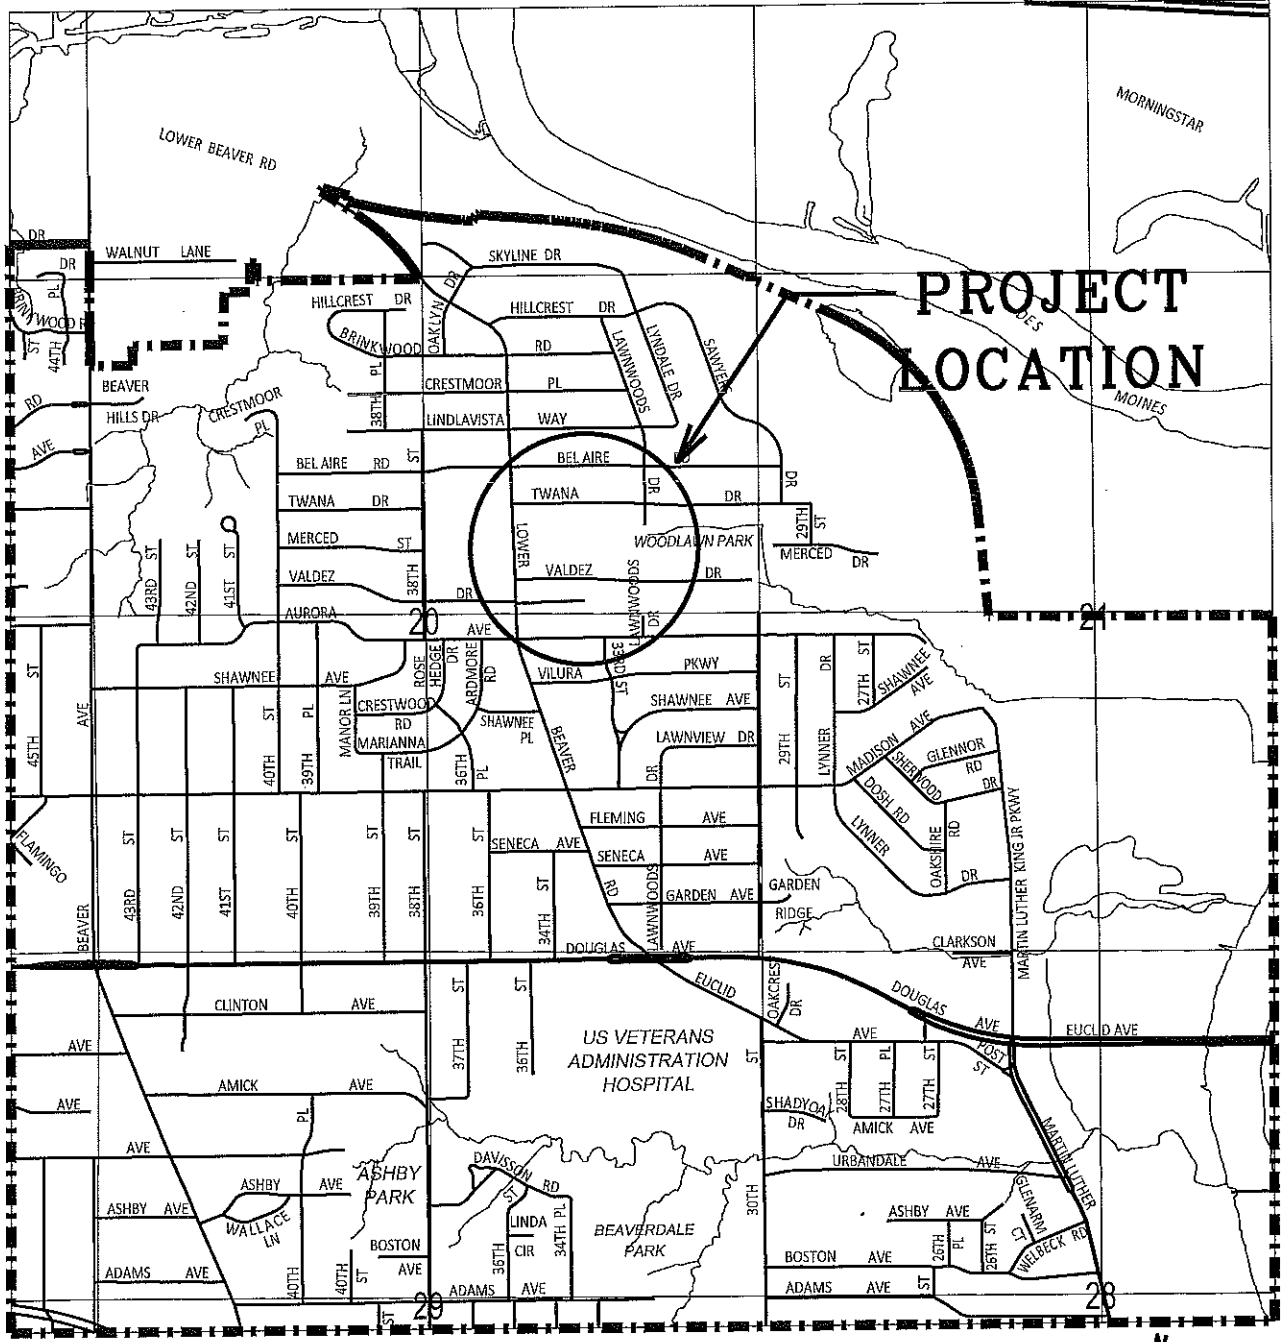 MORNINGSTAR
LOWER BEAVER RD
DR
WALNUT LANE
DR
PL
SKYLINE DR
DR
PROJECT
LOCATION
DES
MOINES
HILLCREST DR
HILLCREST DR
OAKLYN
BRINKWOOD
RD
LAWNWOODS
LYNDALE DR
ST
44TH
BEAVER
HILLS DR
CRESTMOOR
PL
PL
38TH
CRESTMOOR PL
LINDLAVISTA WAY
RD
AVE
BEL AIRE RD
ST
BEL AIRE
DR
DR
TWANA DR
TWANA DR
29TH ST
MERCED ST
LOWER
WOODLAWN PARK
MERCED
DR
43RD ST
42ND ST
41ST ST
VALDEZ
DR
38TH
VALDEZ DR
LAWNWOODS
DR
AURORA
20
AVE
21
45TH ST
SHAWNEE AVE
ROSE
HEDGE
DR
ARDMORE
RD
VILURA PKWY
33RD ST
29TH ST
LYNNER DR
27TH ST
SHAWNEE
AVE
AVE
40TH ST
39TH PL
MANOR LN
CRESTWOOD
RD
MARIANNA
TRAIL
SHAWNEE
PL
36TH PL
BEAVER
SHAWNEE AVE
LAWNVIEW DR
DR
MADISON AVE
GLENNOR
RD
SHERWOOD
DR
DOSH RD
LYNNER
DR
OAKSHIRE RD
MARTIN LUTHER KING JR PKWY
FLAMINGO
BEAVER
43RD ST
42ND ST
41ST ST
40TH ST
39TH ST
38TH ST
36TH ST
34TH ST
SENECA AVE
FLEMING AVE
SENECA AVE
RD
LAWNWOODS
GARDEN AVE
GARDEN
RIDGE
CLARKSON
AVE
DOUGLAS AVE
EUCLID
DR
DOUGLAS
AVE
EUCLID AVE
CLINTON AVE
37TH ST
36TH ST
US VETERANS
ADMINISTRATION
HOSPITAL
ST
AVE
POST
ST
28TH ST
27TH PL
27TH ST
AVE
AMICK AVE
AVE
PL
DR
AMICK AVE
MARTIN LUTHER
AVE
DAVISSON
RD
URBANDALE AVE
ASHBY
PARK
ASHBY AVE
WALLACE
LN
ASHBY AVE
ST
36TH
LINDA
CIR
34TH PL
BEAVERDALE
PARK
30TH
ASHBY AVE
26TH PL
26TH ST
GLENARM
CT
WELBECK RD
BOSTON
AVE
ADAMS AVE
40TH
40TH ST
ADAMS AVE
BOSTON AVE
ADAMS AVE
ST
ST
29
28